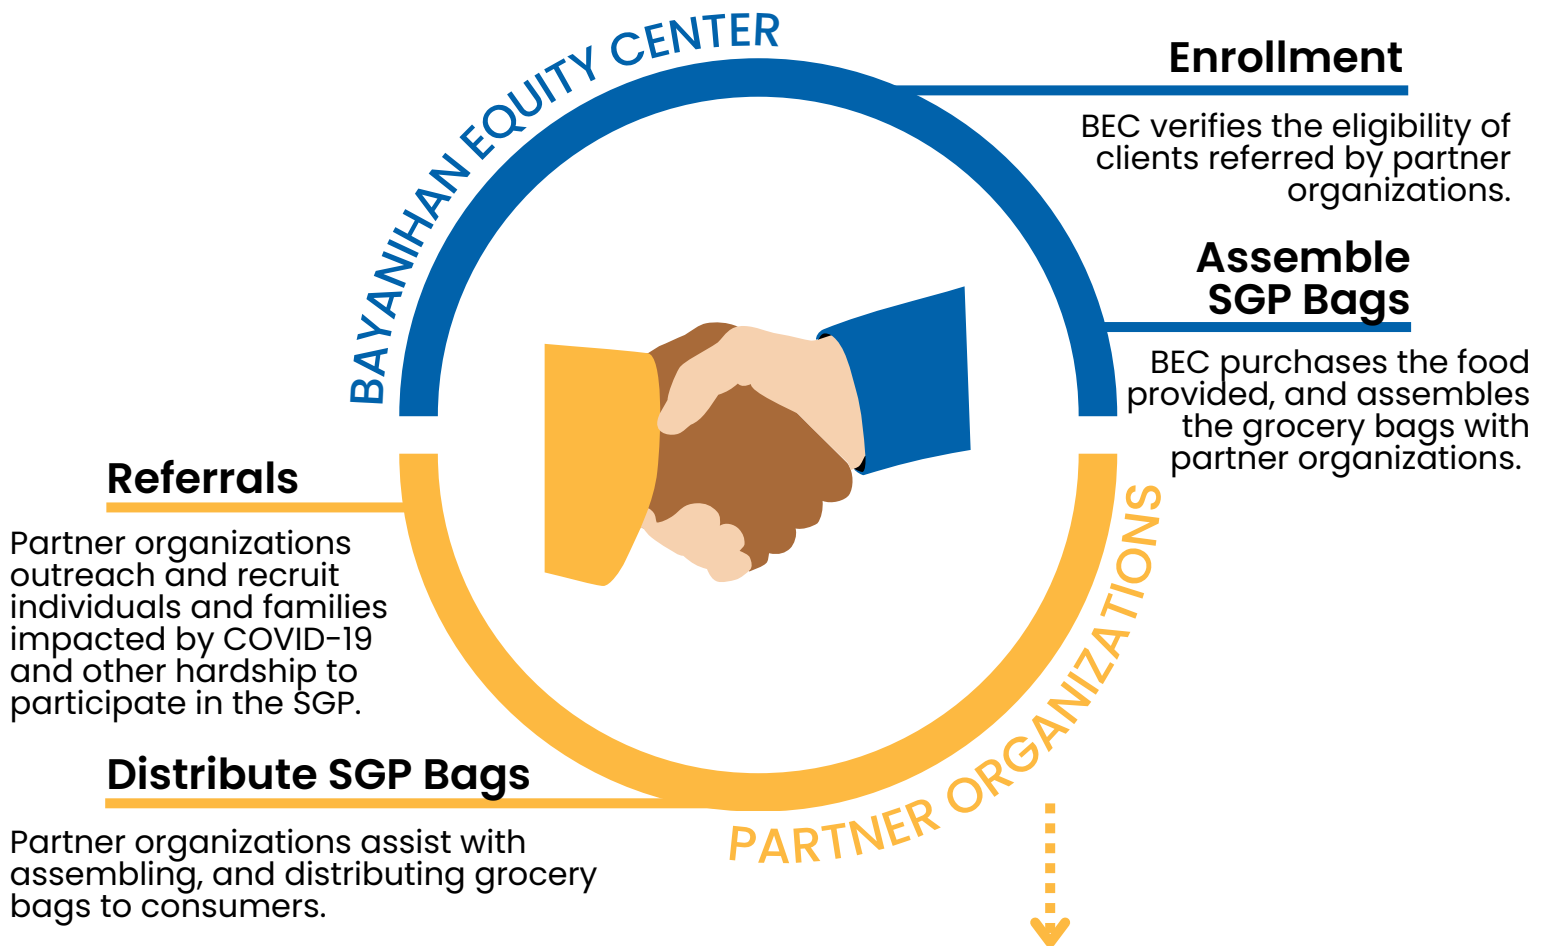 BAYANIHAN EQUITY CENTER
Enrollment
BEC verifies the eligibility of
clients referred by partner
organizations.
Assemble
SGP Bags
BEC purchases the food
provided, and assembles
the grocery bags with
partner organizations.
Referrals
Partner organizations
outreach and recruit
individuals and families
impacted by COVID-19
and other hardship to
participate in the SGP.
Distribute SGP Bags
Partner organizations assist with
assembling, and distributing grocery
bags to consumers.
PARTNER ORGANIZATIONS